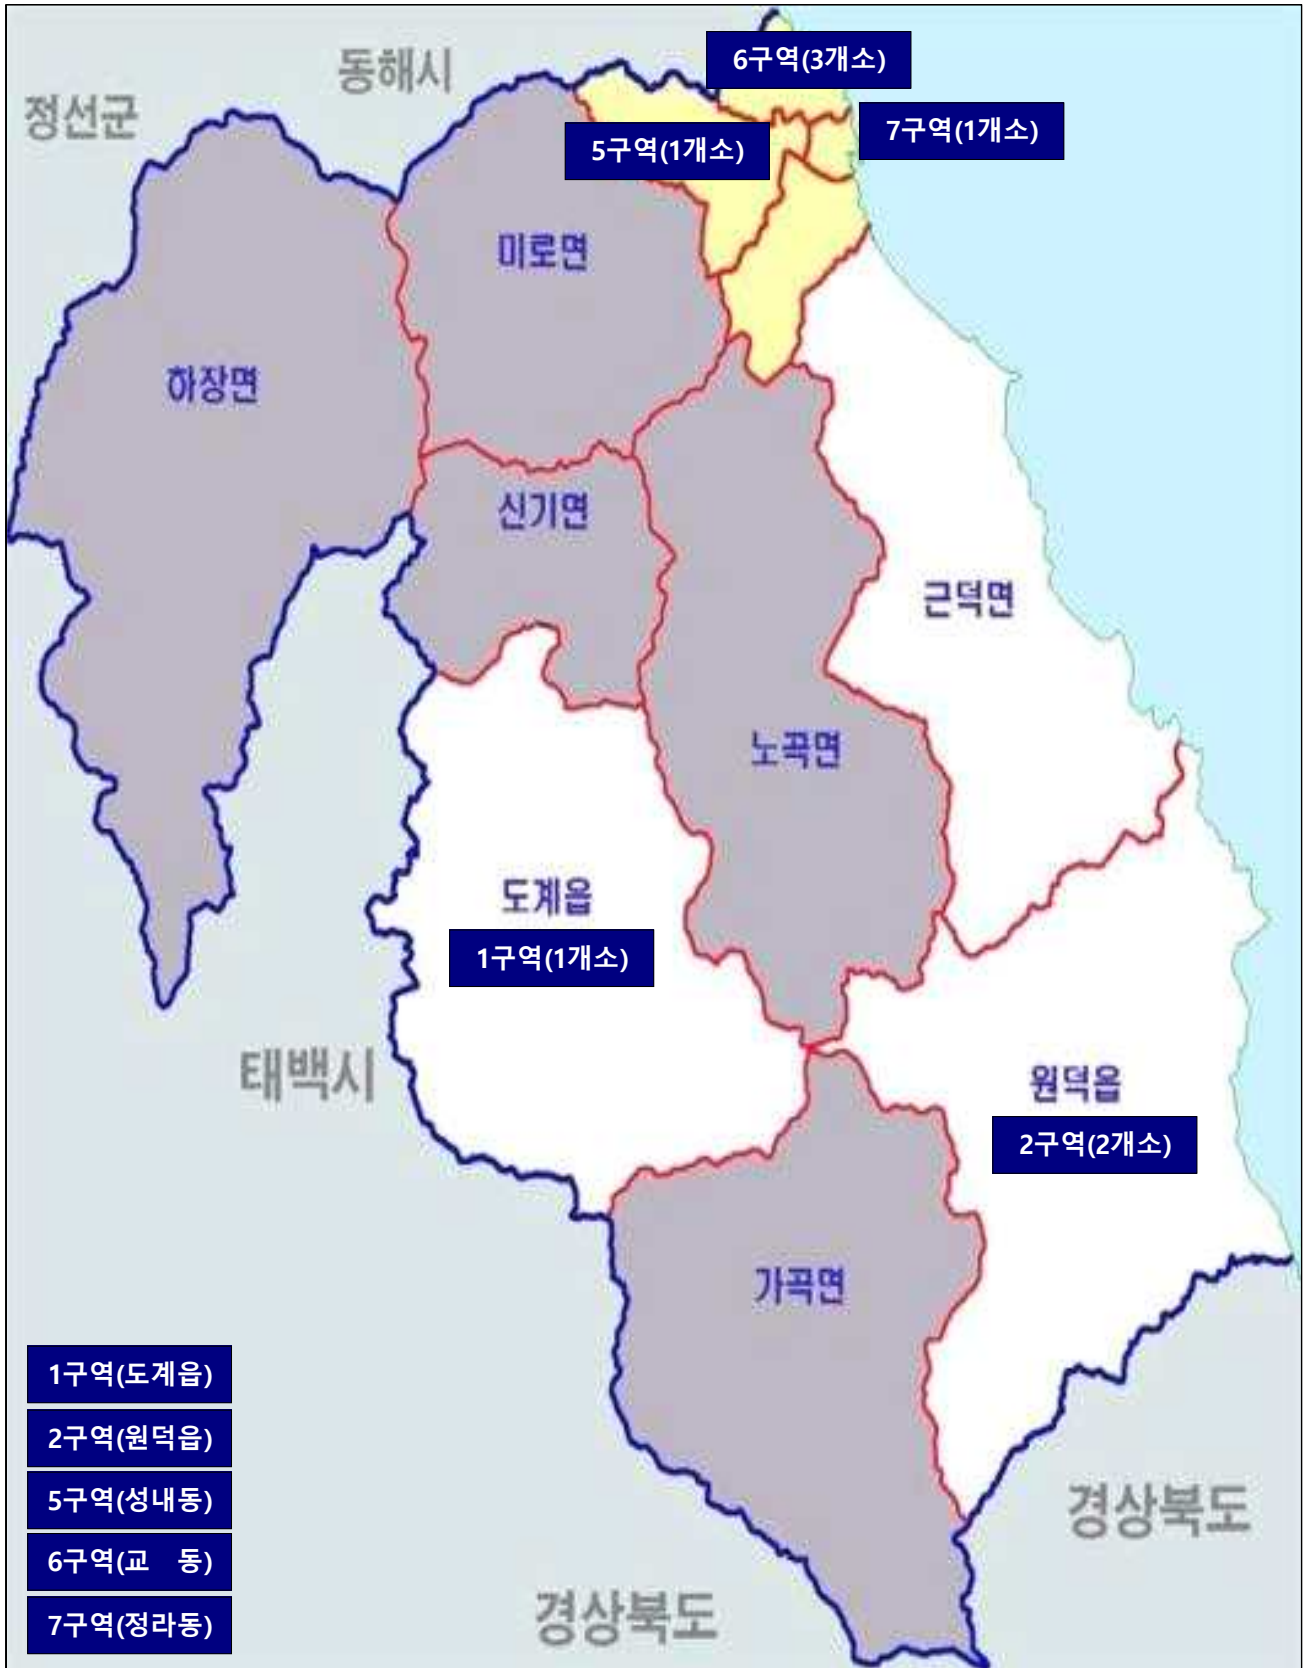 6구역(3개소)
동해시
정선군
7구역(1개소)
5구역(1개소)
미로면
하장면
신기면
근덕면
노곡면
도계읍
1구역(1개소)
태백시
원덕읍
2구역(2개소)
가곡면
1구역(도계읍)
2구역(원덕읍)
5구역(성내동)
6구역(교 동)
7구역(정라동)
경상북도
경상북도